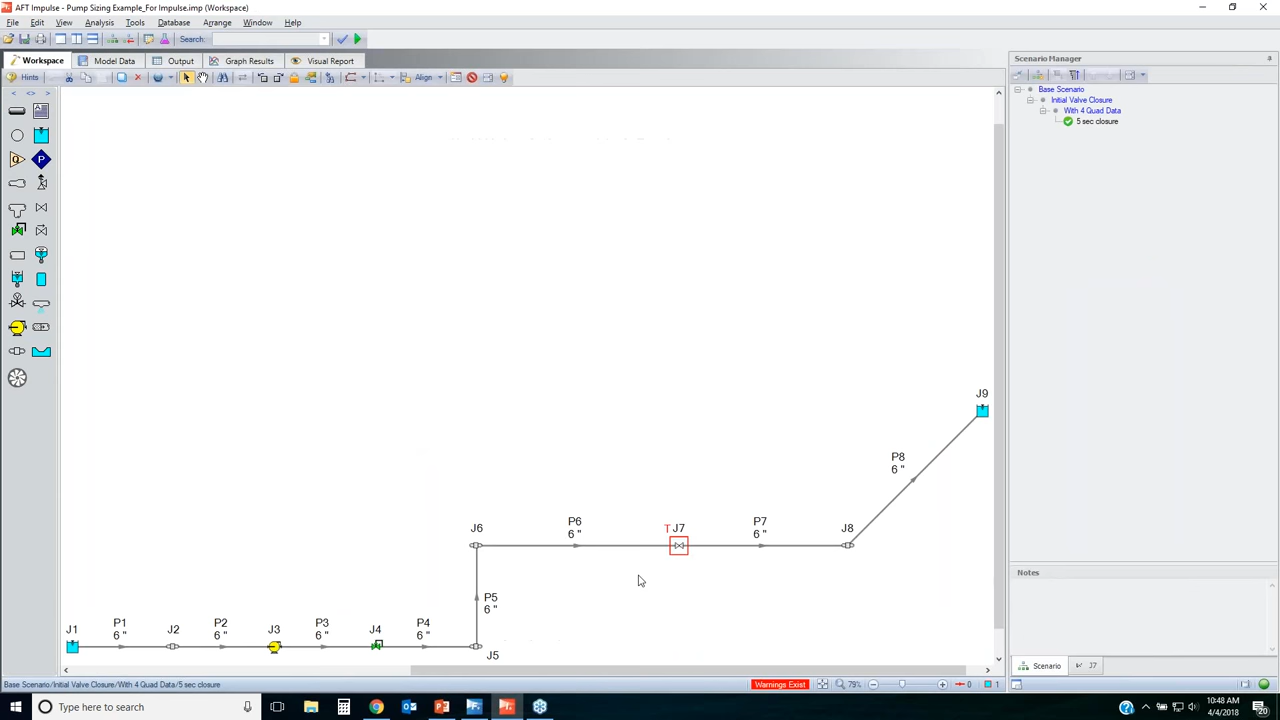 AFT Impulse - Pump Sizing Example_For Impulse.imp (Workspace)
File Edit View Analysis Tools Database Arrange Window Help
Search:
Workspace Model Data Output Graph Results Visual Report
Hints Align
Scenario Manager
Base Scenario
Initial Valve Closure
With 4 Quad Data
5 sec closure
J9
P8
6 "
J6 P6 T J7 P7 J8
6 " 6 "
P5
6 "
J1 P1 J2 P2 J3 P3 J4 P4
6 " 6 " 6 " 6 "
J5
Notes
Scenario J7
Base Scenario/Initial Valve Closure/With 4 Quad Data/5 sec closure Warnings Exist 79% 0 1
Type here to search
10:48 AM
4/4/2018
20